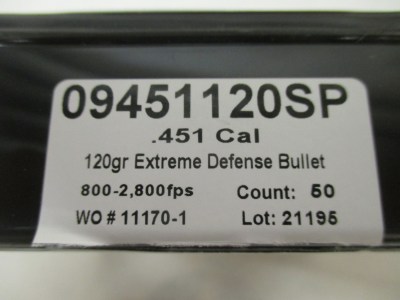 09451120SP
.451 Cal
120gr Extreme Defense Bullet
800-2,800fps Count: 50
WO # 11170-1 Lot: 21195